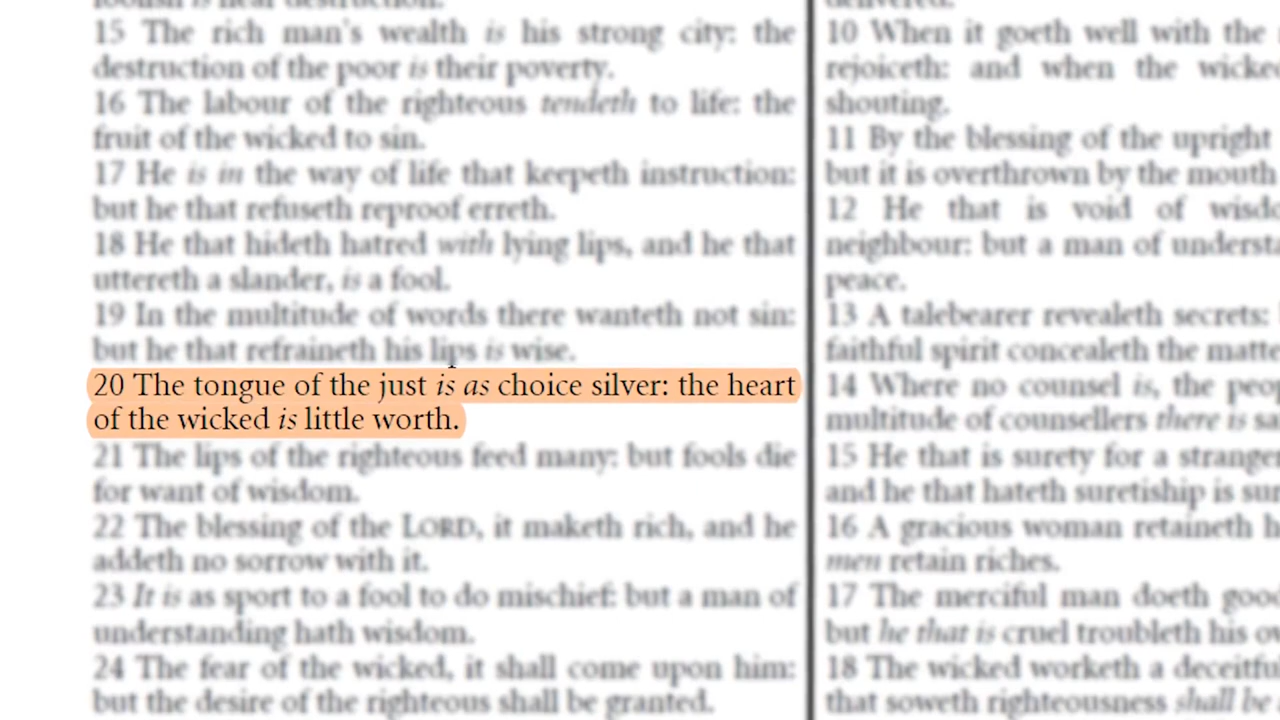 15 The rich man's wealth is his strong city: the
destruction of the poor is their poverty.
16 The labour of the righteous tendeth to life: the
fruit of the wicked to sin.
17 He is in the way of life that keepeth instruction:
but he that refuseth reproof erreth.
18 He that hideth hatred with lying lips, and he that
uttereth a slander, is a fool.
19 In the multitude of words there wanteth not sin:
but he that refraineth his lips is wise.
20 The tongue of the just is as choice silver: the heart
of the wicked is little worth.
21 The lips of the righteous feed many: but fools die
for want of wisdom.
22 The blessing of the LORD, it maketh rich, and he
addeth no sorrow with it.
23 It is as sport to a fool to do mischief: but a man of
understanding hath wisdom.
24 The fear of the wicked, it shall come upon him:
but the desire of the righteous shall be granted.
10 When it goeth well with the
rejoiceth: and when the
shouting.
11 By the blessing of the upright
but it is overthrown by the mouth
12 He that is void of
neighbour: but a man of
peace.
13 A talebearer revealeth secrets:
faithful spirit concealeth the
14 Where no counsel is, the
multitude of counsellers there is
15 He that is surety for a
and he that hateth suretiship is
16 A gracious woman retaineth
men retain riches.
17 The merciful man doeth
but he that is cruel troubleth his
18 The wicked worketh a
that soweth righteousness shall be